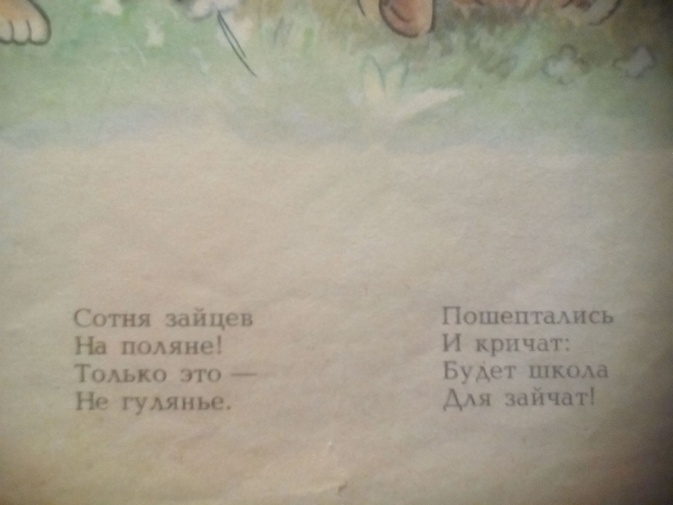 Сотня зайцев
На поляне!
Только это —
Не гулянье.
Пошептались
И кричат:
Будет школа
Для зайчат!